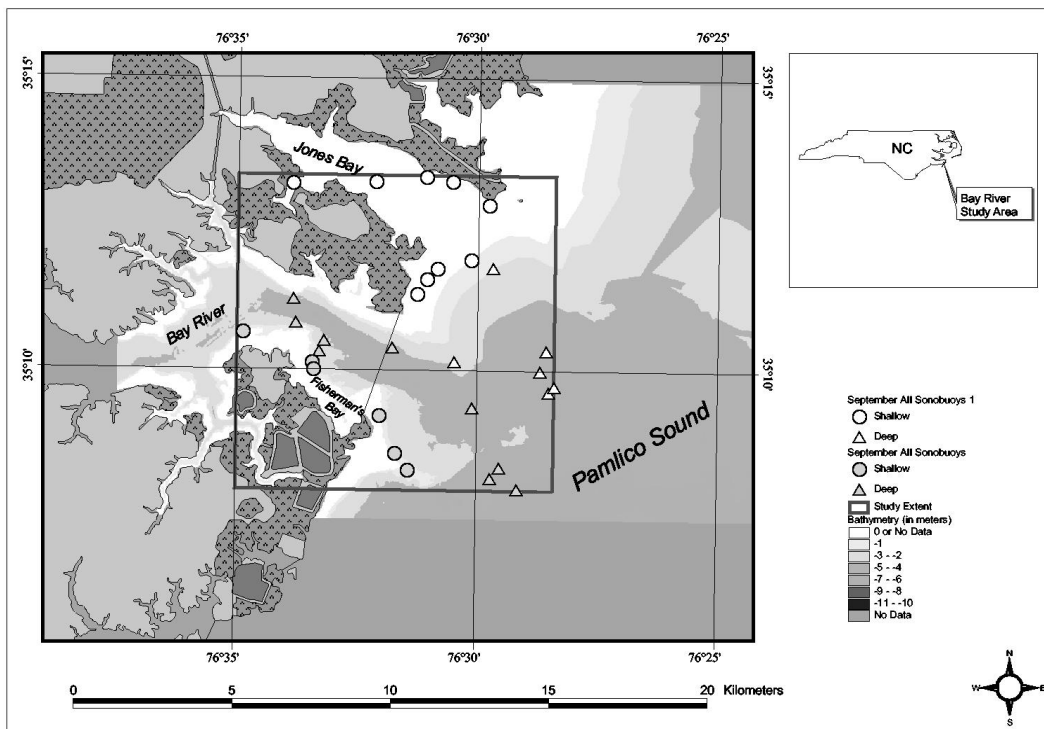 76°35'
76°30'
76°25'
35°15'
35°15'
Jones Bay
NC
Bay River
Study Area
Bay River
35°10'
35°10'
Fisherman's
Bay
Pamlico Sound
September All Sonobuoys 1
Shallow
Deep
September All Sonobuoys
Shallow
Deep
Study Extent
Bathymetry (in meters)
0 or No Data
-1
-3 - -2
-5 - -4
-7 - -6
-9 - -8
-11 - -10
No Data
76°35'
76°30'
76°25'
0 5 10 15 20 Kilometers
N
W E
S